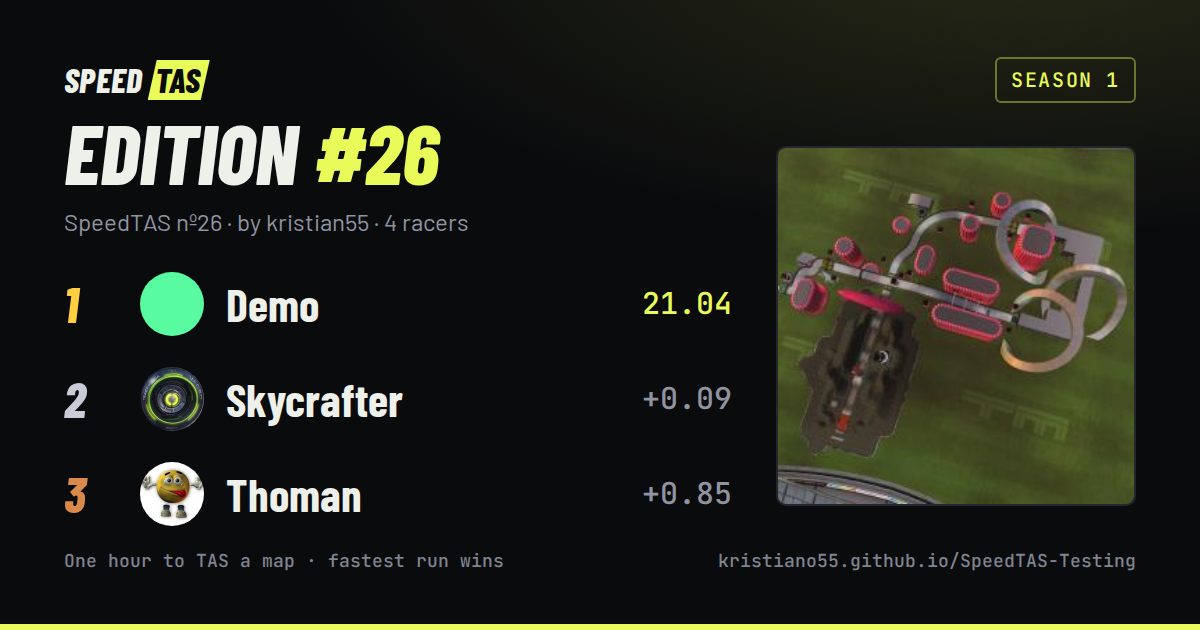 SPEED TAS
SEASON 1
EDITION #26
SpeedTAS nº26 · by kristian55 · 4 racers
1 Demo 21.04
2 Skycrafter +0.09
3 Thoman +0.85
One hour to TAS a map · fastest run wins
kristiano55.github.io/SpeedTAS-Testing